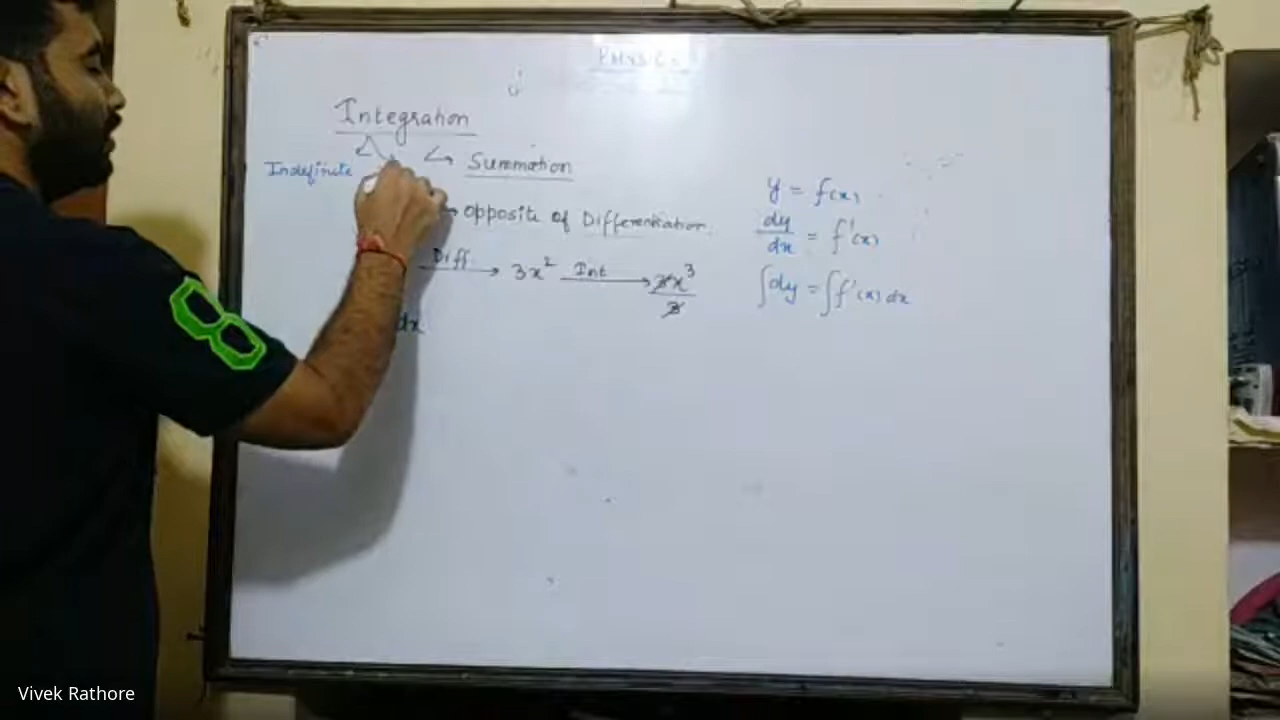 PHYSICS
Integration
Indefinite
Summation
Opposite of Differentiation.
Diff. → 3x² Int → 3x³/3
dx
y = f(x)
dy/dx = f'(x)
∫dy = ∫f'(x) dx
Vivek Rathore